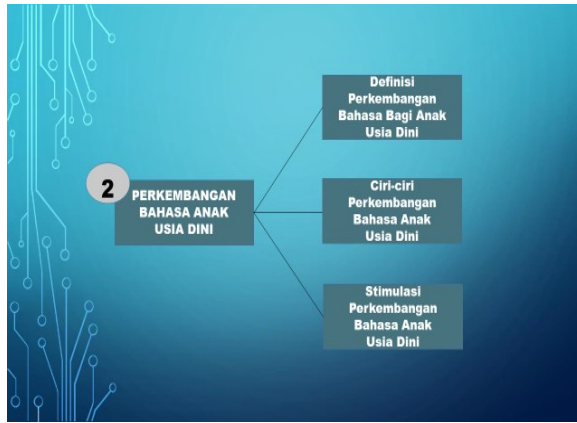 2
PERKEMBANGAN
BAHASA ANAK
USIA DINI
Definisi
Perkembangan
Bahasa Bagi Anak
Usia Dini
Ciri-ciri
Perkembangan
Bahasa Anak
Usia Dini
Stimulasi
Perkembangan
Bahasa Anak
Usia Dini